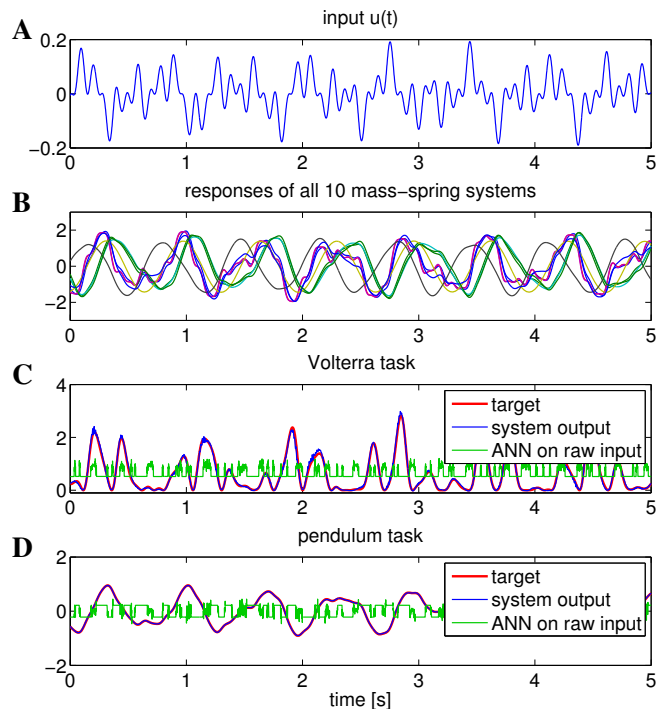 A
input u(t)
0.2
0
−0.2
0 1 2 3 4 5
responses of all 10 mass−spring systems
B
2
0
−2
0 1 2 3 4 5
Volterra task
C
4
2
0
target
system output
ANN on raw input
0 1 2 3 4 5
D
pendulum task
2
0
−2
target
system output
ANN on raw input
0 1 2 3 4 5
time [s]